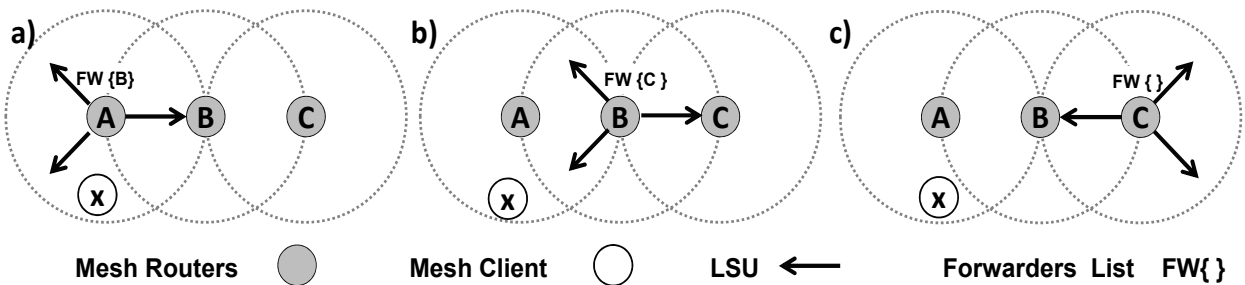 a)
FW {B}
A B C
x
b)
FW {C }
A B C
x
c)
FW { }
A B C
x
Mesh Routers Mesh Client LSU Forwarders List FW{ }